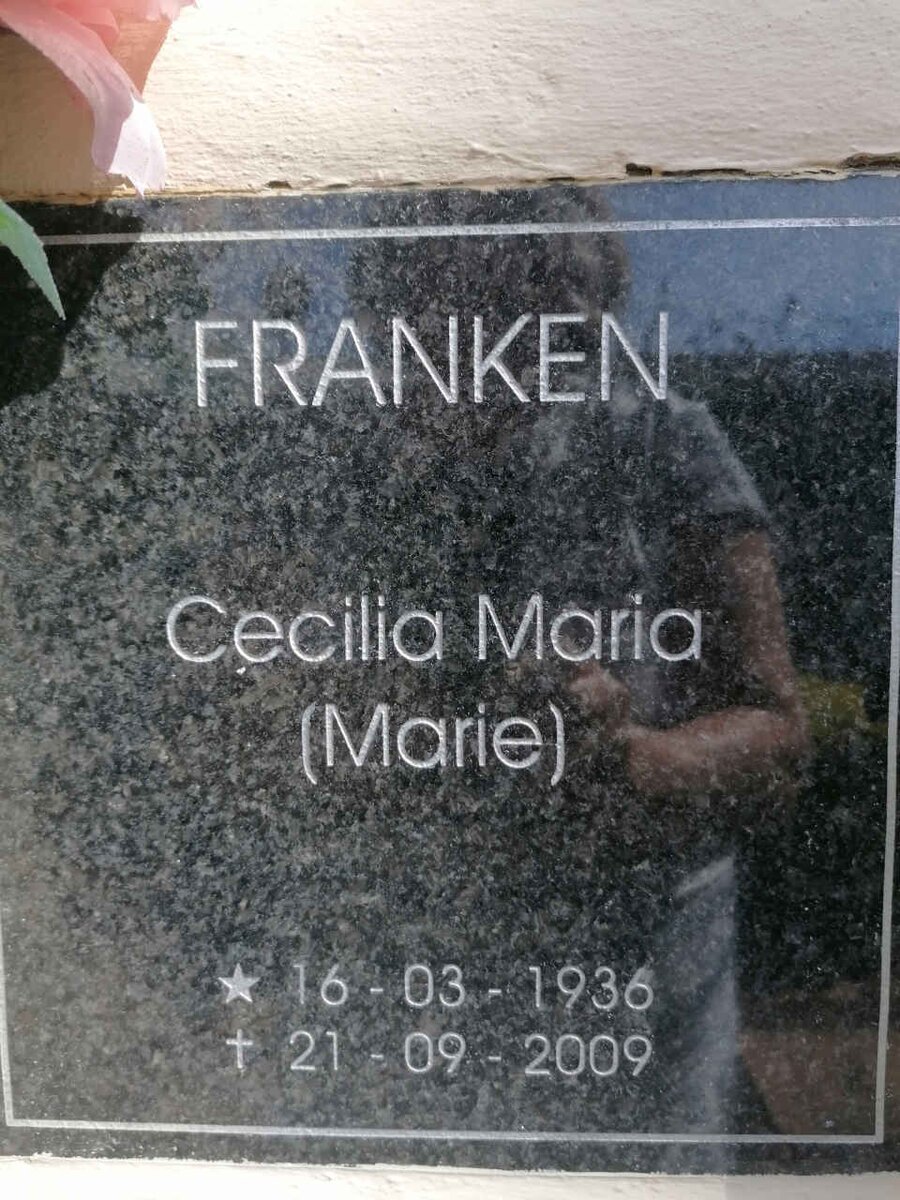 FRANKEN
Cecilia Maria
(Marie)
★ 16 - 03 - 1936
✝ 21 - 09 - 2009